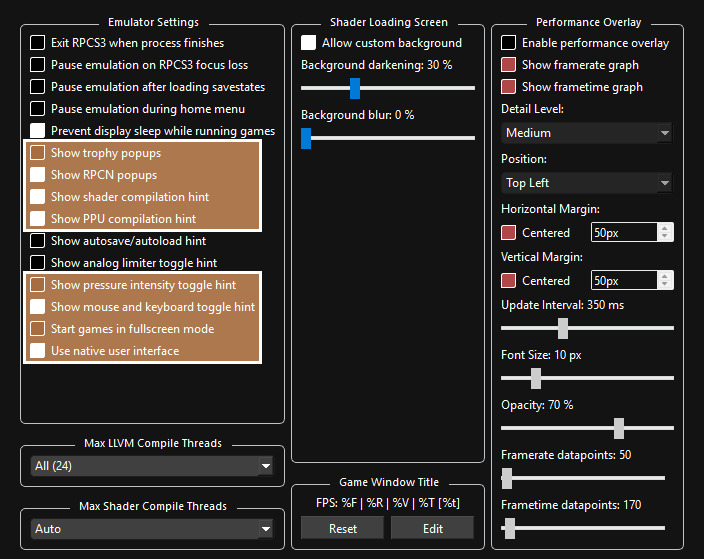 Emulator Settings
Exit RPCS3 when process finishes
Pause emulation on RPCS3 focus loss
Pause emulation after loading savestates
Pause emulation during home menu
Prevent display sleep while running games
Show trophy popups
Show RPCN popups
Show shader compilation hint
Show PPU compilation hint
Show autosave/autoload hint
Show analog limiter toggle hint
Show pressure intensity toggle hint
Show mouse and keyboard toggle hint
Start games in fullscreen mode
Use native user interface
Max LLVM Compile Threads
All (24)
Max Shader Compile Threads
Auto
Shader Loading Screen
Allow custom background
Background darkening: 30 %
Background blur: 0 %
Game Window Title
FPS: %F | %R | %V | %T [%t]
Reset
Edit
Performance Overlay
Enable performance overlay
Show framerate graph
Show frametime graph
Detail Level:
Medium
Position:
Top Left
Horizontal Margin:
Centered
50px
Vertical Margin:
Centered
50px
Update Interval: 350 ms
Font Size: 10 px
Opacity: 70 %
Framerate datapoints: 50
Frametime datapoints: 170